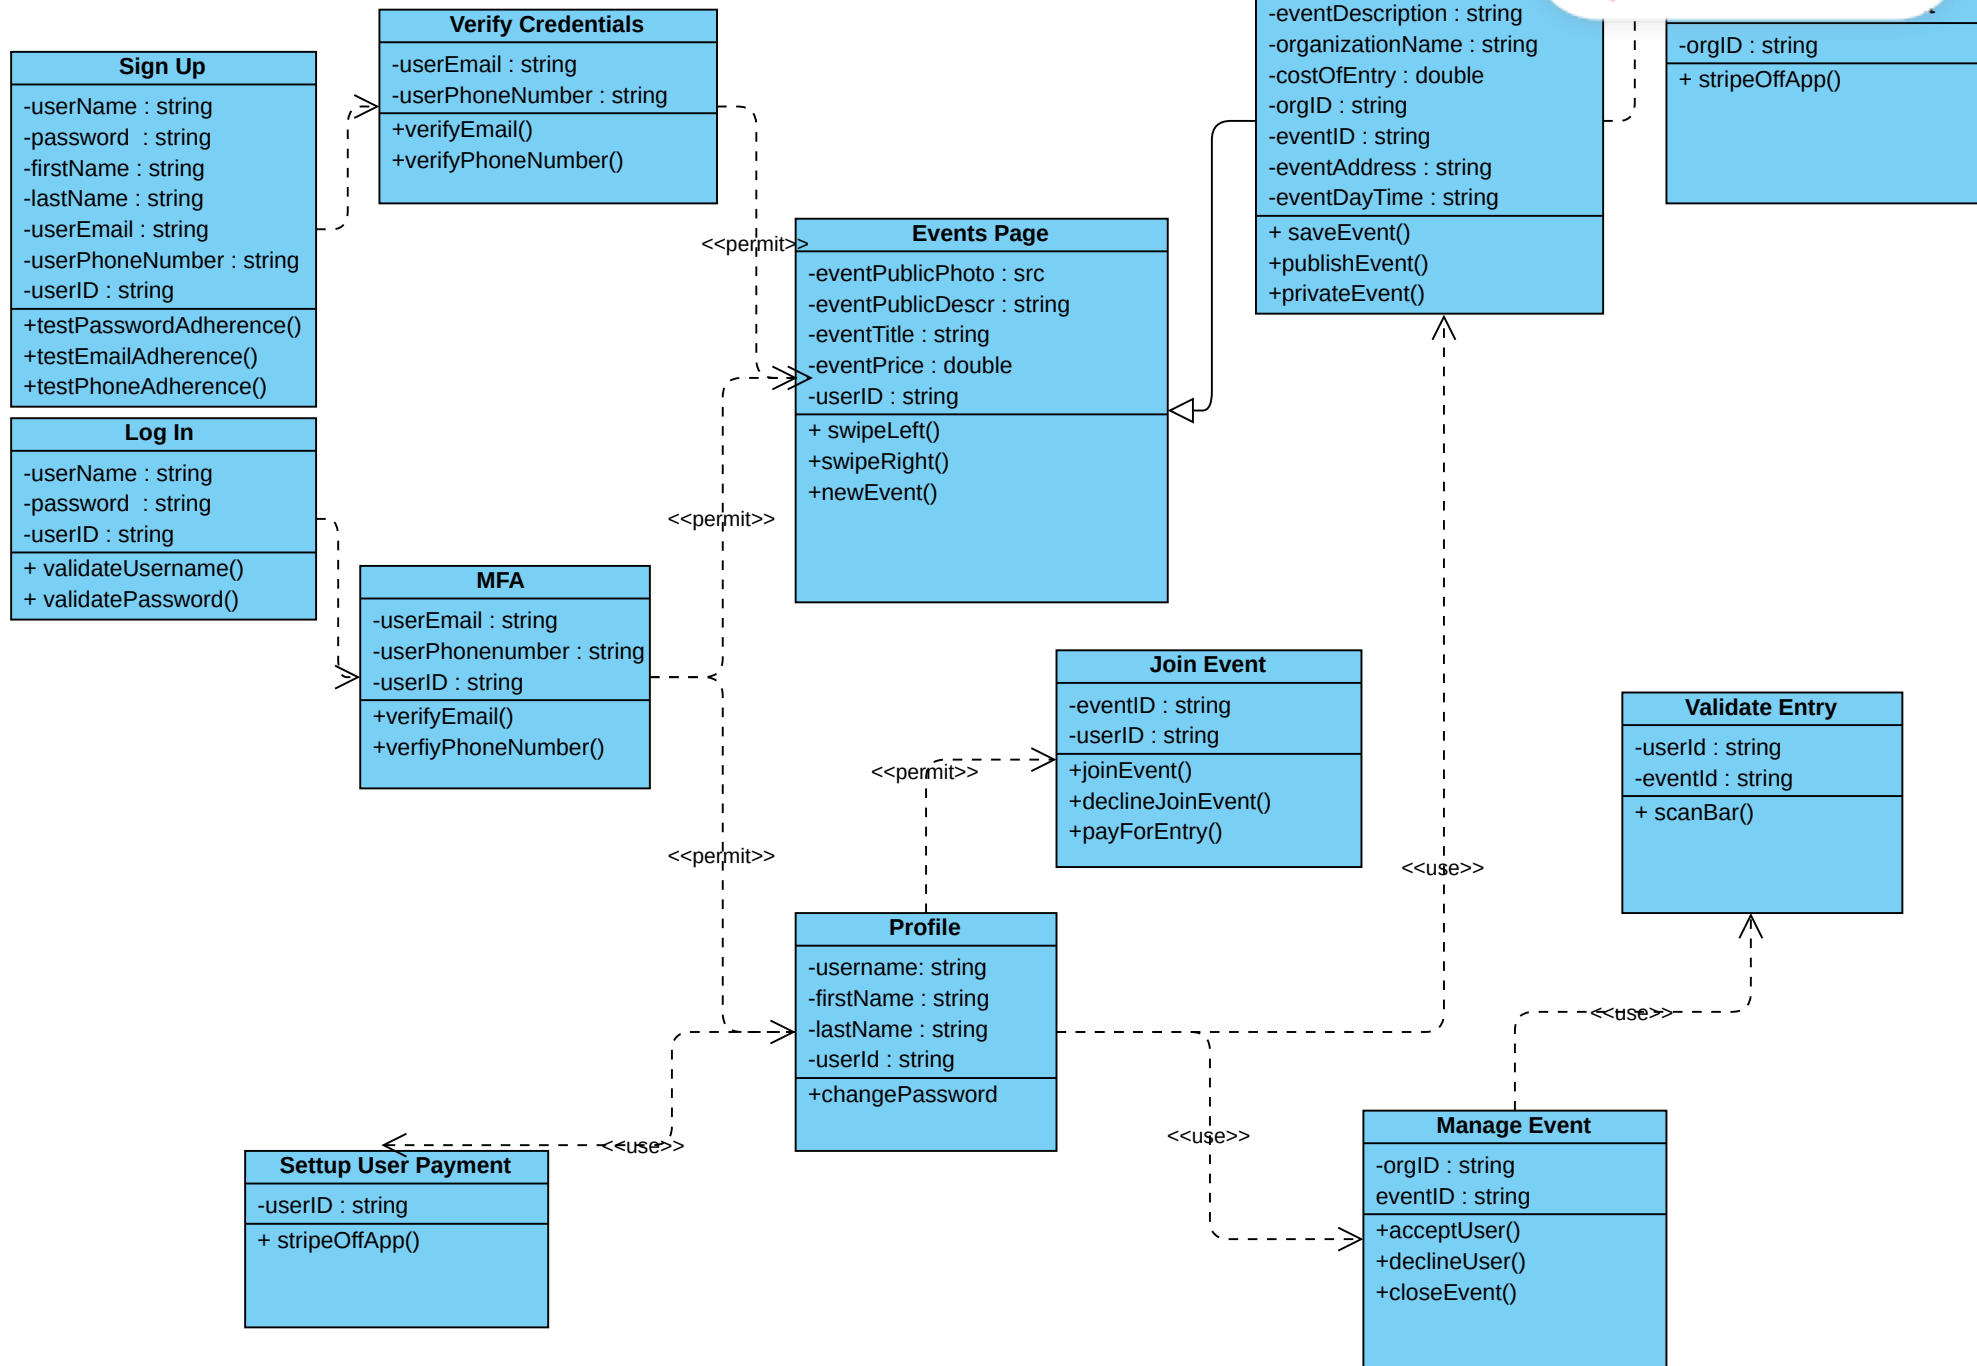 Sign Up
-userName : string
-password  : string
-firstName : string
-lastName : string
-userEmail : string
-userPhoneNumber : string
-userID : string
+testPasswordAdherence()
+testEmailAdherence()
+testPhoneAdherence()
Verify Credentials
-userEmail : string
-userPhoneNumber : string
+verifyEmail()
+verifyPhoneNumber()
<<permit>>
-eventDescription : string
-organizationName : string
-costOfEntry : double
-orgID : string
-eventID : string
-eventAddress : string
-eventDayTime : string
+ saveEvent()
+publishEvent()
+privateEvent()
-orgID : string
+ stripeOffApp()
Events Page
-eventPublicPhoto : src
-eventPublicDescr : string
-eventTitle : string
-eventPrice : double
-userID : string
+ swipeLeft()
+swipeRight()
+newEvent()
Log In
-userName : string
-password  : string
-userID : string
+ validateUsername()
+ validatePassword()
<<permit>>
MFA
-userEmail : string
-userPhonenumber : string
-userID : string
+verifyEmail()
+verfiyPhoneNumber()
<<permit>>
Join Event
-eventID : string
-userID : string
+joinEvent()
+declineJoinEvent()
+payForEntry()
<<permit>>
<<use>>
Validate Entry
-userId : string
-eventId : string
+ scanBar()
Profile
-username: string
-firstName : string
-lastName : string
-userId : string
+changePassword
<<use>>
<<use>>
<<use>>
Settup User Payment
-userID : string
+ stripeOffApp()
Manage Event
-orgID : string
eventID : string
+acceptUser()
+declineUser()
+closeEvent()